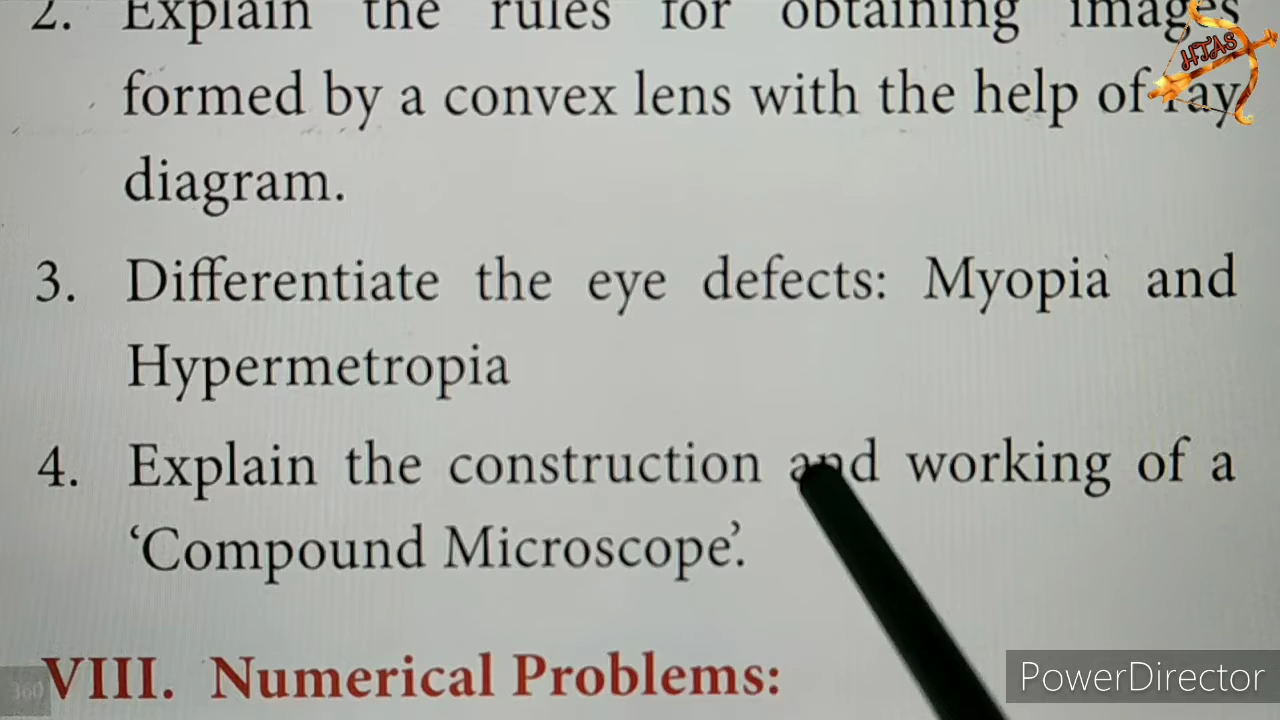 2. Explain the rules for obtaining images
formed by a convex lens with the help of ray
diagram.
3. Differentiate the eye defects: Myopia and
Hypermetropia
4. Explain the construction and working of a
‘Compound Microscope’.
VIII. Numerical Problems:
HTAS
360
PowerDirector